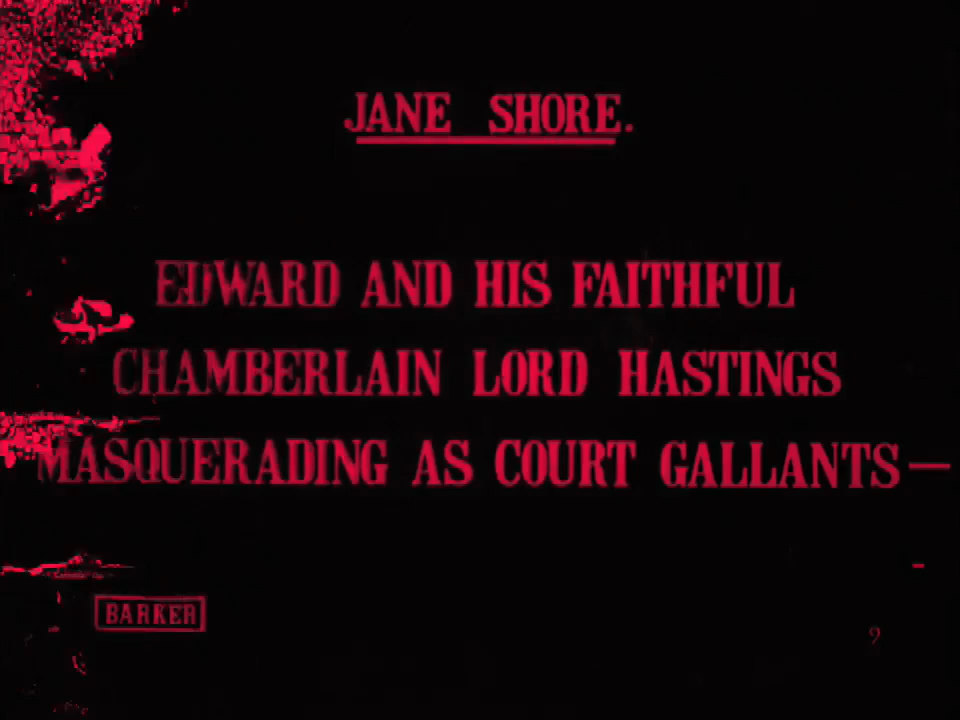 JANE SHORE.
EDWARD AND HIS FAITHFUL
CHAMBERLAIN LORD HASTINGS
MASQUERADING AS COURT GALLANTS—
BARKER
9